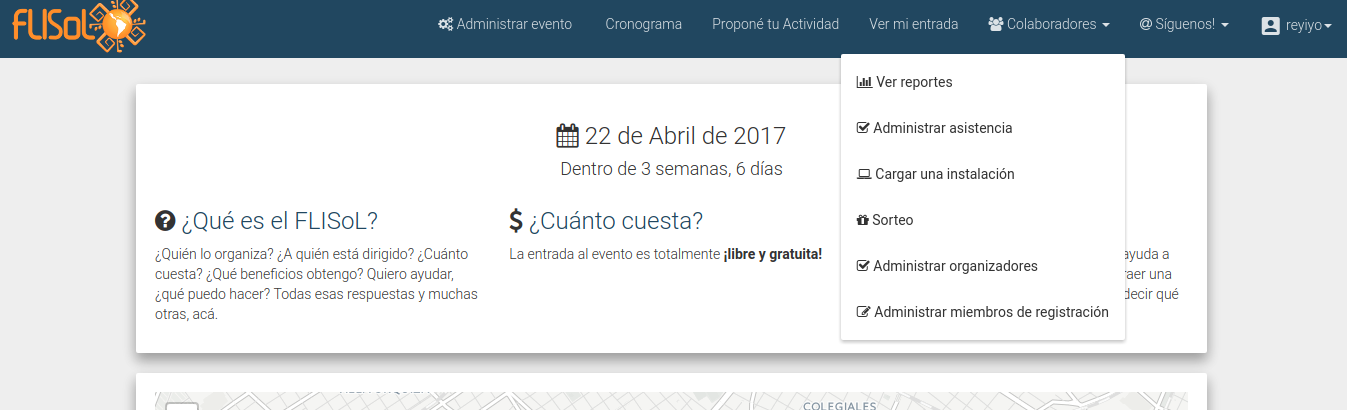 FLISoL
Administrar evento
Cronograma
Proponé tu Actividad
Ver mi entrada
Colaboradores
Síguenos!
reyiyo
Ver reportes
Administrar asistencia
Cargar una instalación
Sorteo
Administrar organizadores
Administrar miembros de registración
22 de Abril de 2017
Dentro de 3 semanas, 6 días
¿Qué es el FLISoL?
¿Quién lo organiza? ¿A quién está dirigido? ¿Cuánto
cuesta? ¿Qué beneficios obtengo? Quiero ayudar,
¿qué puedo hacer? Todas esas respuestas y muchas
otras, acá.
$ ¿Cuánto cuesta?
La entrada al evento es totalmente ¡libre y gratuita!
ayuda a
raer una
decir qué
COLEGIALES